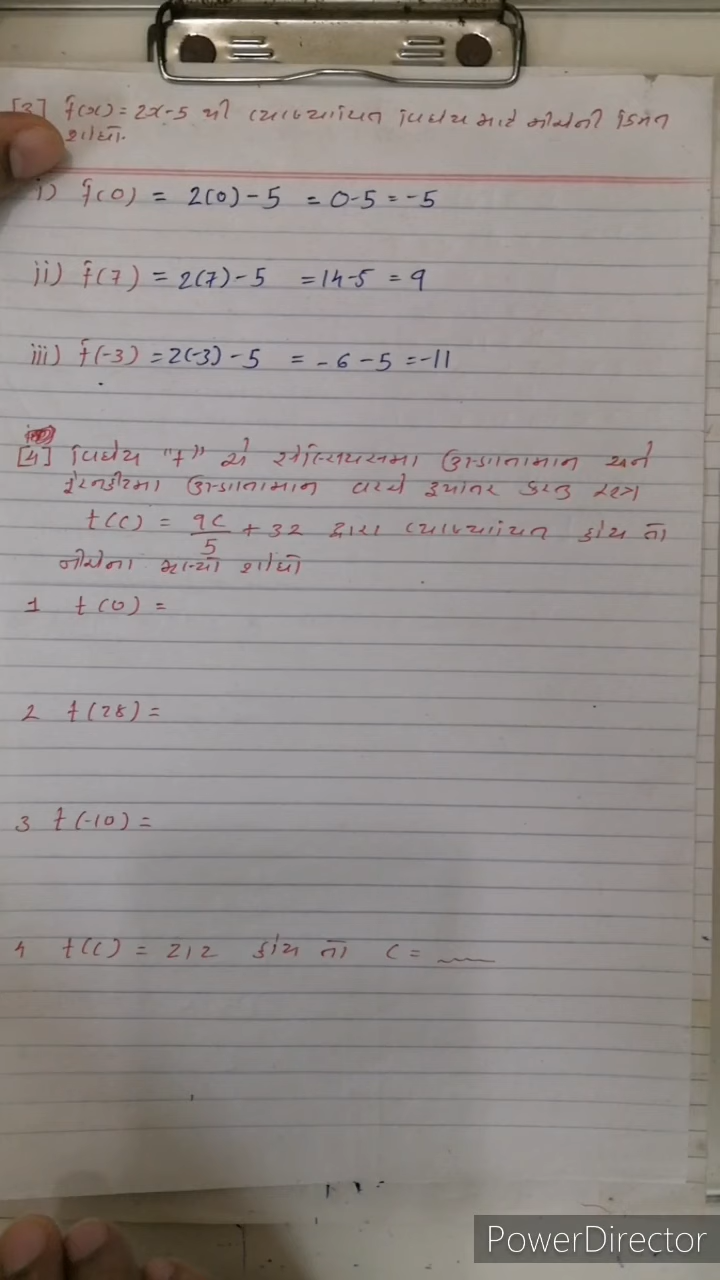 [3] f(x) = 2x-5 થી વ્યાખ્યાયિત વિધેય માટે નીચેની કિંમત
શોધો.
i) f(0) = 2(0)-5 = 0-5 = -5
ii) f(7) = 2(7)-5 = 14-5 = 9
iii) f(-3) = 2(-3)-5 = -6-5 = -11
[4] વિધેય "t" એ સેલ્સિયસમાં ઉષ્ણતામાન અને
ફેરનહીટમાં ઉષ્ણતામાન વચ્ચે રૂપાંતર કરતું
t(C) = 9C/5 + 32 દ્વારા વ્યાખ્યાયિત હોય તો
નીચેના મૂલ્યો શોધો
1 t(0) =
2 t(28) =
3 t(-10) =
4 t(C) = 212 હોય તો C = __
PowerDirector